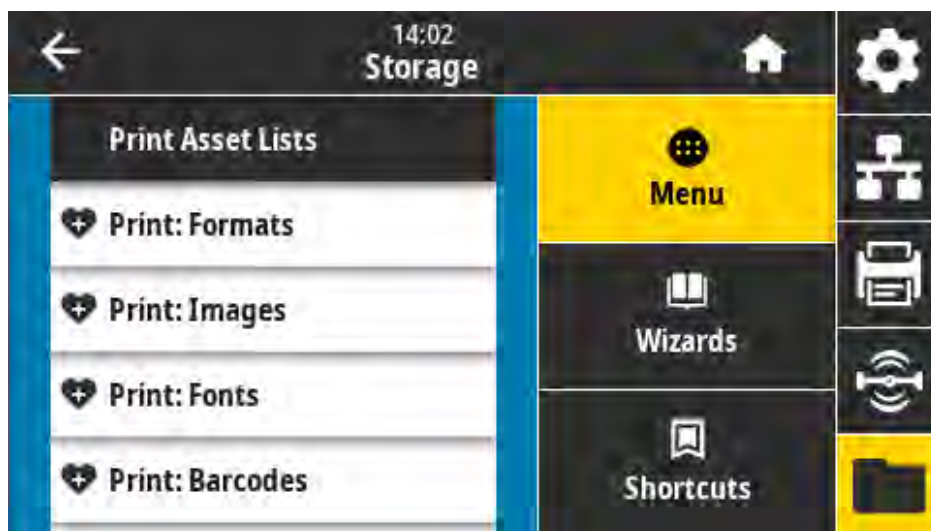 14:02
Storage
Print Asset Lists
Print: Formats
Print: Images
Print: Fonts
Print: Barcodes
Menu
Wizards
Shortcuts